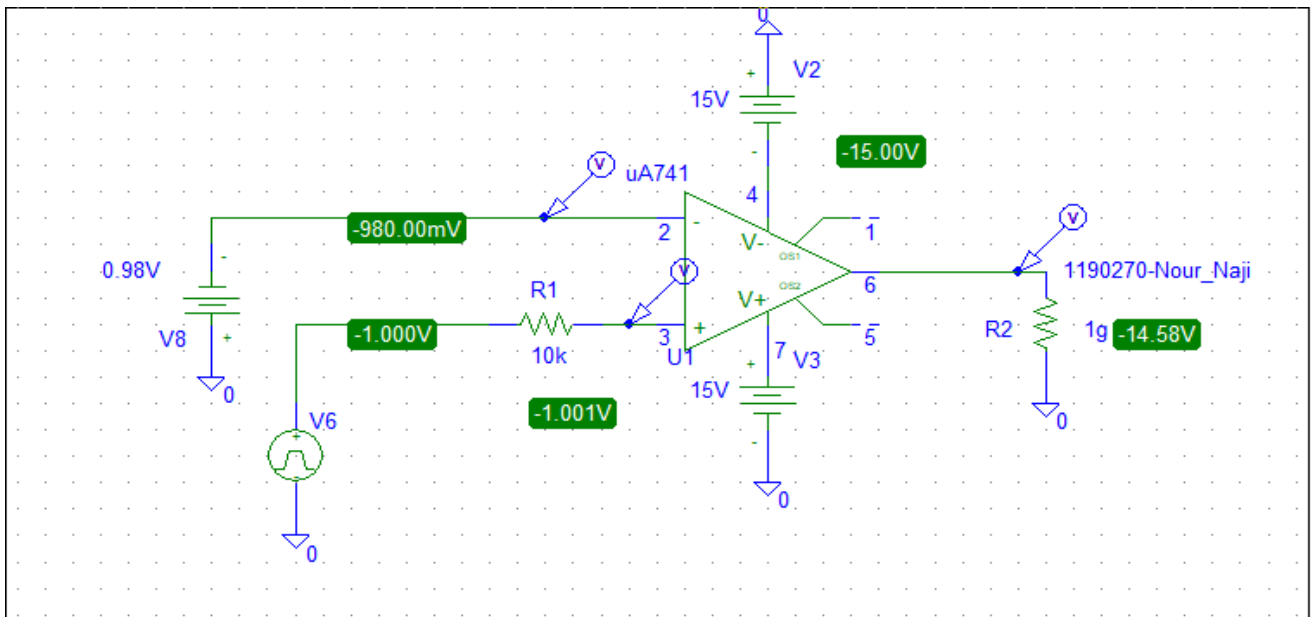 0
V2
+
15V
-
-15.00V
uA741
V
V
4
-980.00mV
2
-
1
V-
OS1
-
0.98V
V
1190270-Nour_Naji
R1
6
OS2
V+
-1.000V
3
+
R2
1g
-14.58V
V8
+
10k
U1
7
V3
5
+
15V
0
-1.001V
0
V6
-
+
0
0